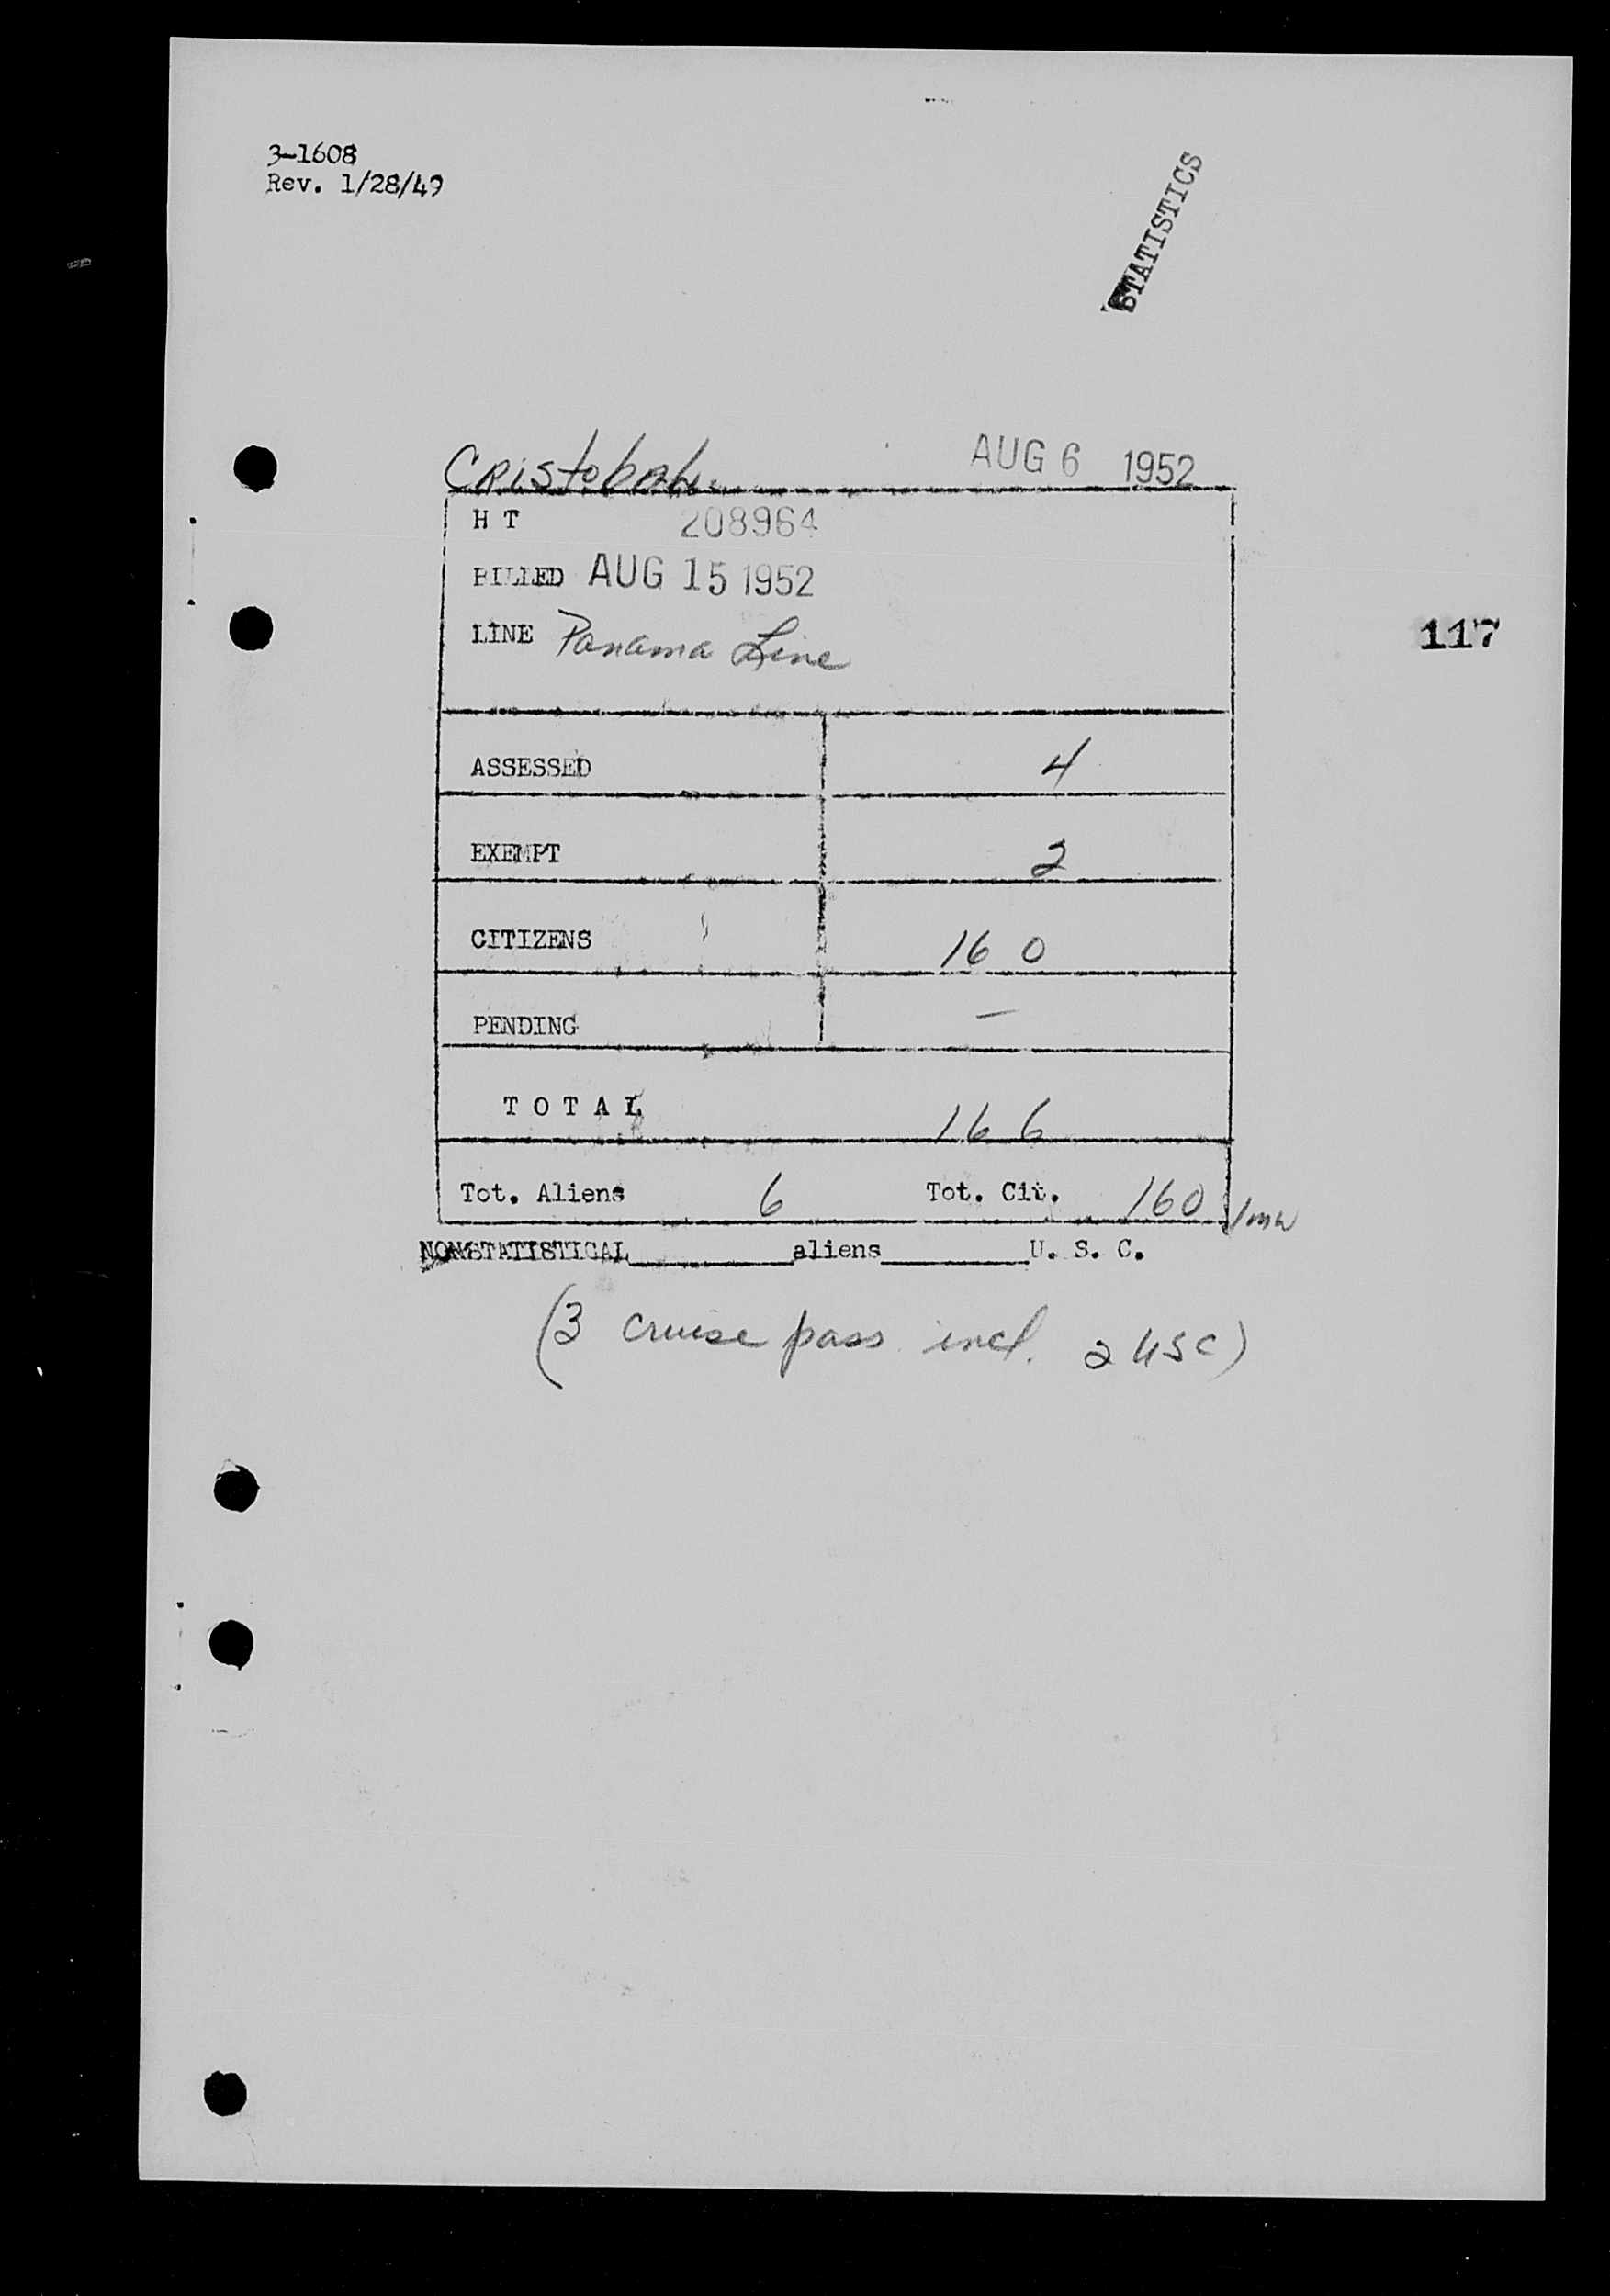 3-1608
Rev. 1/28/49
STATISTICS
Cristobal AUG 6 1952
H T 208964
BILLED AUG 15 1952
LINE Panama Line
117
ASSESSED 4
EXEMPT 2
CITIZENS 160
PENDING —
TOTAL 166
Tot. Aliens 6 Tot. Cit. 160
NONSTATISTICAL__________aliens__________U. S. C.
(3 cruise pass incl. 2 USC)